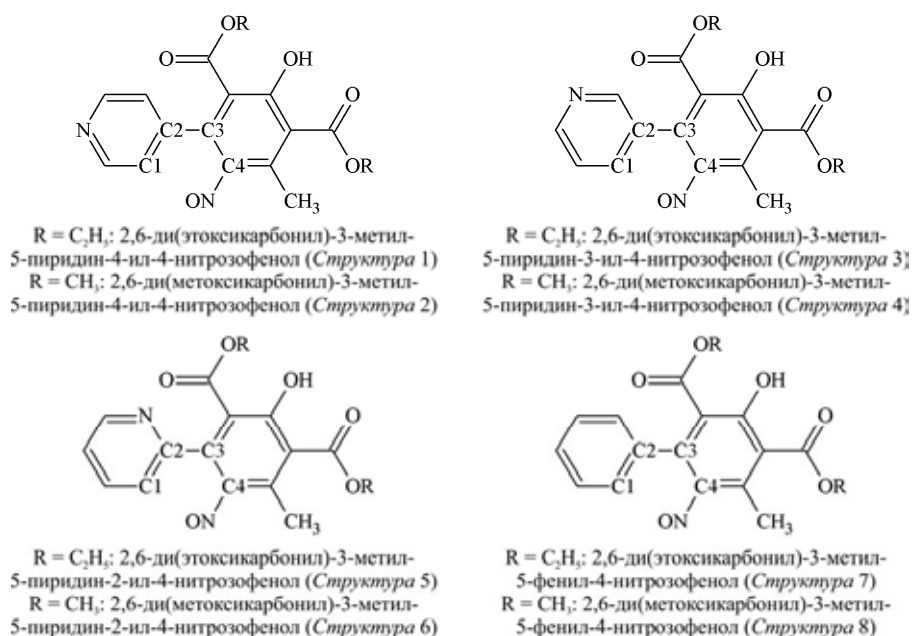 OR
OR
O
OH
O
OH
O
O
N
C2
C3
N
C2
C3
C1
C4
OR
C1
C4
OR
ON
CH₃
ON
CH₃
R = C₂H₅: 2,6-ди(этоксикарбонил)-3-метил-
5-пиридин-4-ил-4-нитрозофенол (Структура 1)
R = CH₃: 2,6-ди(метоксикарбонил)-3-метил-
5-пиридин-4-ил-4-нитрозофенол (Структура 2)
R = C₂H₅: 2,6-ди(этоксикарбонил)-3-метил-
5-пиридин-3-ил-4-нитрозофенол (Структура 3)
R = CH₃: 2,6-ди(метоксикарбонил)-3-метил-
5-пиридин-3-ил-4-нитрозофенол (Структура 4)
OR
OR
O
OH
O
OH
N
O
O
C2
C3
C2
C3
C1
C4
OR
C1
C4
OR
ON
CH₃
ON
CH₃
R = C₂H₅: 2,6-ди(этоксикарбонил)-3-метил-
5-пиридин-2-ил-4-нитрозофенол (Структура 5)
R = CH₃: 2,6-ди(метоксикарбонил)-3-метил-
5-пиридин-2-ил-4-нитрозофенол (Структура 6)
R = C₂H₅: 2,6-ди(этоксикарбонил)-3-метил-
5-фенил-4-нитрозофенол (Структура 7)
R = CH₃: 2,6-ди(метоксикарбонил)-3-метил-
5-фенил-4-нитрозофенол (Структура 8)